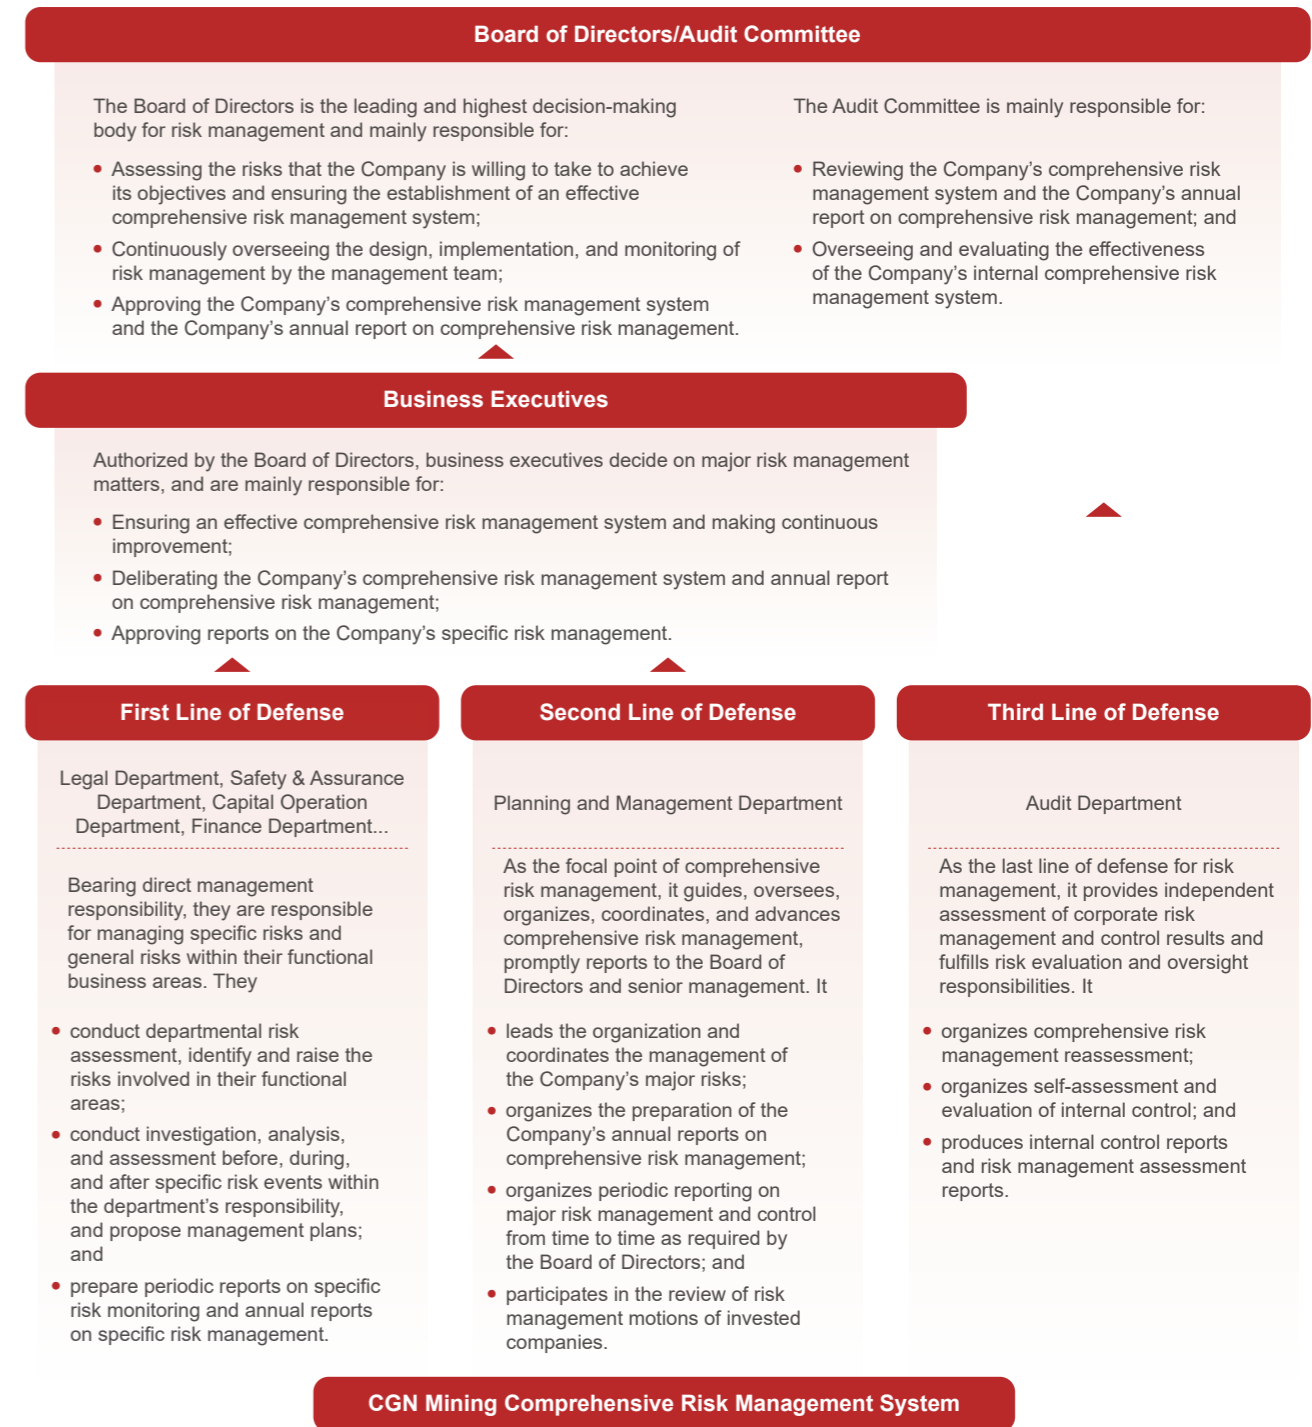 Board of Directors/Audit Committee
The Board of Directors is the leading and highest decision-making
body for risk management and mainly responsible for:
• Assessing the risks that the Company is willing to take to achieve
its objectives and ensuring the establishment of an effective
comprehensive risk management system;
• Continuously overseeing the design, implementation, and monitoring of
risk management by the management team;
• Approving the Company's comprehensive risk management system
and the Company's annual report on comprehensive risk management.
The Audit Committee is mainly responsible for:
• Reviewing the Company's comprehensive risk
management system and the Company's annual
report on comprehensive risk management; and
• Overseeing and evaluating the effectiveness
of the Company's internal comprehensive risk
management system.
Business Executives
Authorized by the Board of Directors, business executives decide on major risk management
matters, and are mainly responsible for:
• Ensuring an effective comprehensive risk management system and making continuous
improvement;
• Deliberating the Company's comprehensive risk management system and annual report
on comprehensive risk management;
• Approving reports on the Company's specific risk management.
First Line of Defense
Legal Department, Safety & Assurance
Department, Capital Operation
Department, Finance Department...
Bearing direct management
responsibility, they are responsible
for managing specific risks and
general risks within their functional
business areas. They
• conduct departmental risk
assessment, identify and raise the
risks involved in their functional
areas;
• conduct investigation, analysis,
and assessment before, during,
and after specific risk events within
the department's responsibility,
and propose management plans;
and
• prepare periodic reports on specific
risk monitoring and annual reports
on specific risk management.
Second Line of Defense
Planning and Management Department
As the focal point of comprehensive
risk management, it guides, oversees,
organizes, coordinates, and advances
comprehensive risk management,
promptly reports to the Board of
Directors and senior management. It
• leads the organization and
coordinates the management of
the Company's major risks;
• organizes the preparation of the
Company's annual reports on
comprehensive risk management;
• organizes periodic reporting on
major risk management and control
from time to time as required by
the Board of Directors; and
• participates in the review of risk
management motions of invested
companies.
Third Line of Defense
Audit Department
As the last line of defense for risk
management, it provides independent
assessment of corporate risk
management and control results and
fulfills risk evaluation and oversight
responsibilities. It
• organizes comprehensive risk
management reassessment;
• organizes self-assessment and
evaluation of internal control; and
• produces internal control reports
and risk management assessment
reports.
CGN Mining Comprehensive Risk Management System